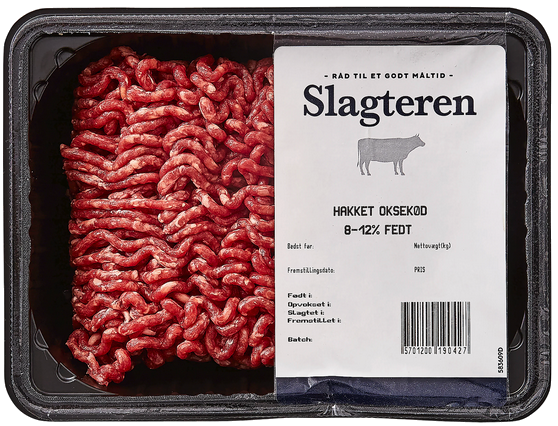 - RÅD TIL ET GODT MÅLTID -
Slagteren
HAKKET OKSEKØD
8-12% FEDT
Bedst før: Nettovægt(kg)
Fremstillingsdato: PRIS
Født i:
Opvokset i:
Slagtet i:
Fremstillet i:
Batch:
5701200 190427
583609D